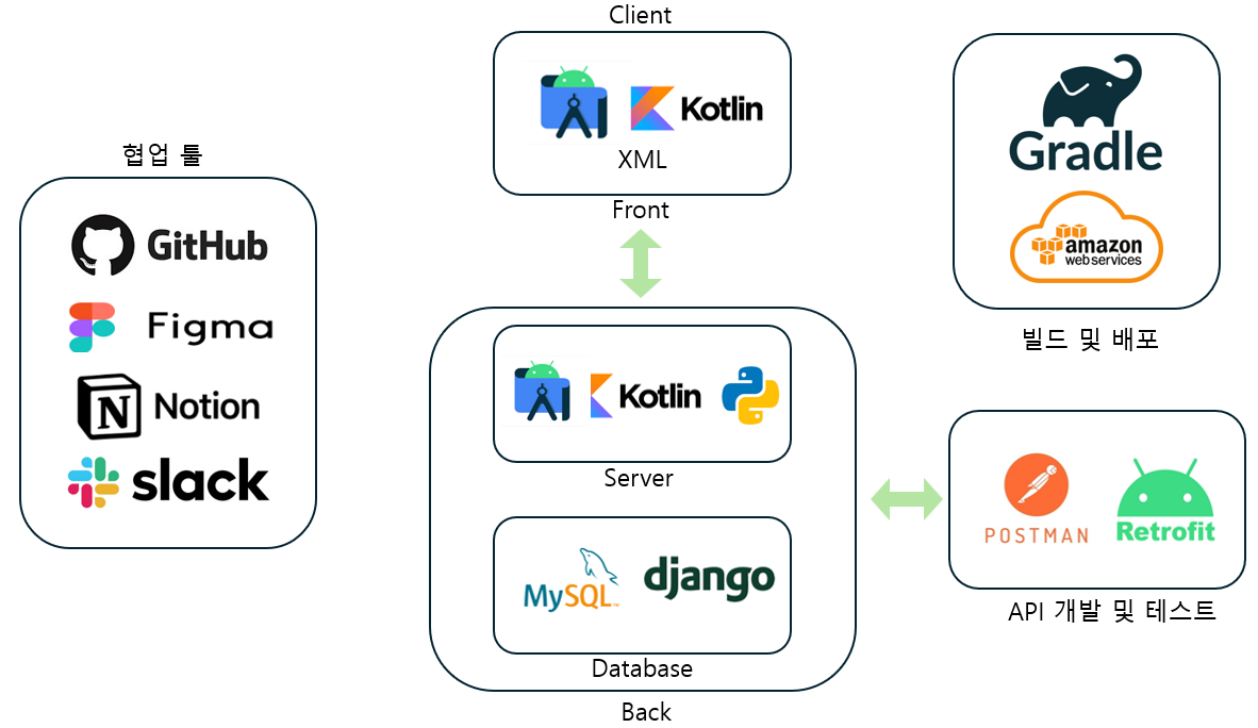 협업 툴
GitHub
Figma
Notion
slack
Client
Kotlin
XML
Front
Kotlin
Server
MySQL™
django
Database
Back
Gradle
amazon
web services
빌드 및 배포
POSTMAN
Retrofit
API 개발 및 테스트